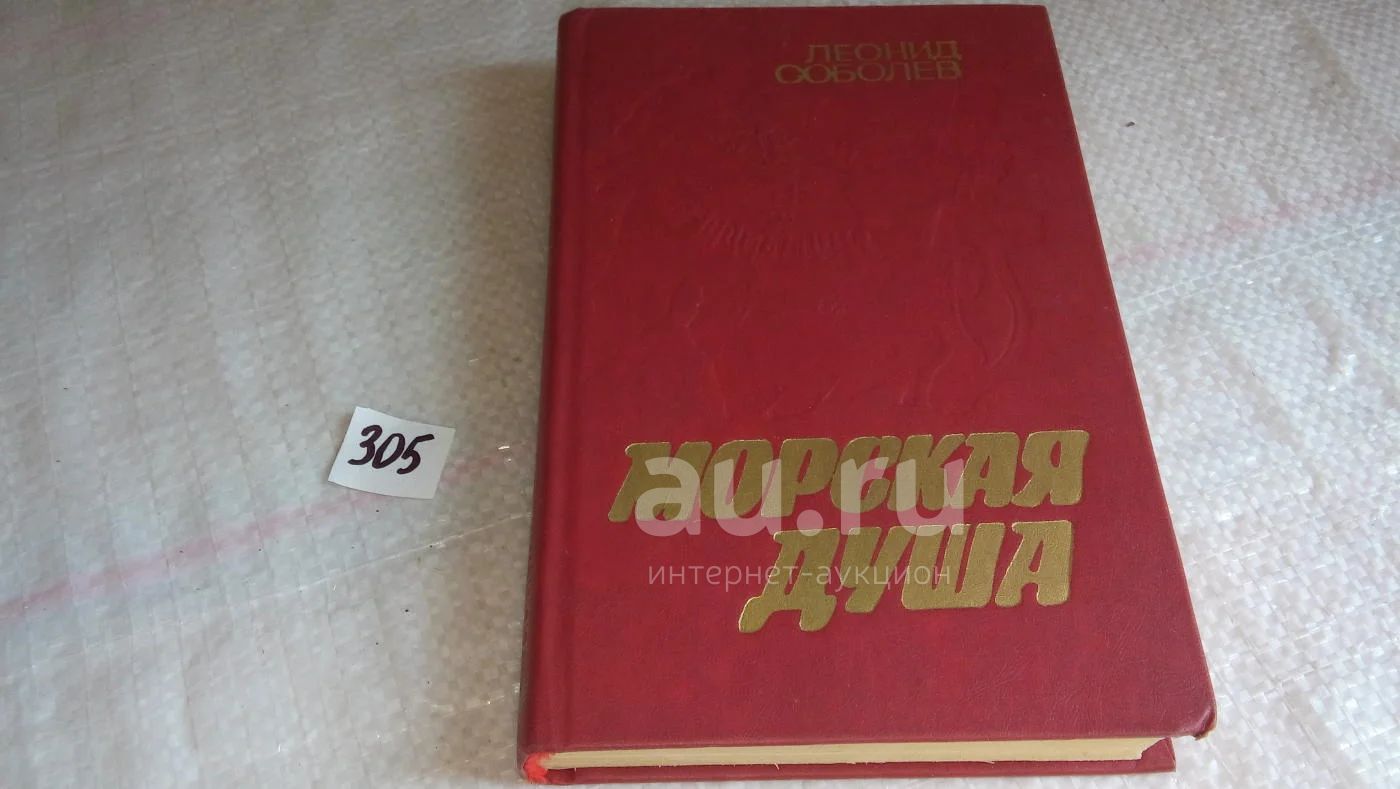 ЛЕОНИД
СОБОЛЕВ
305
МОРСКАЯ
ДУША
au.ru
интернет-аукцион